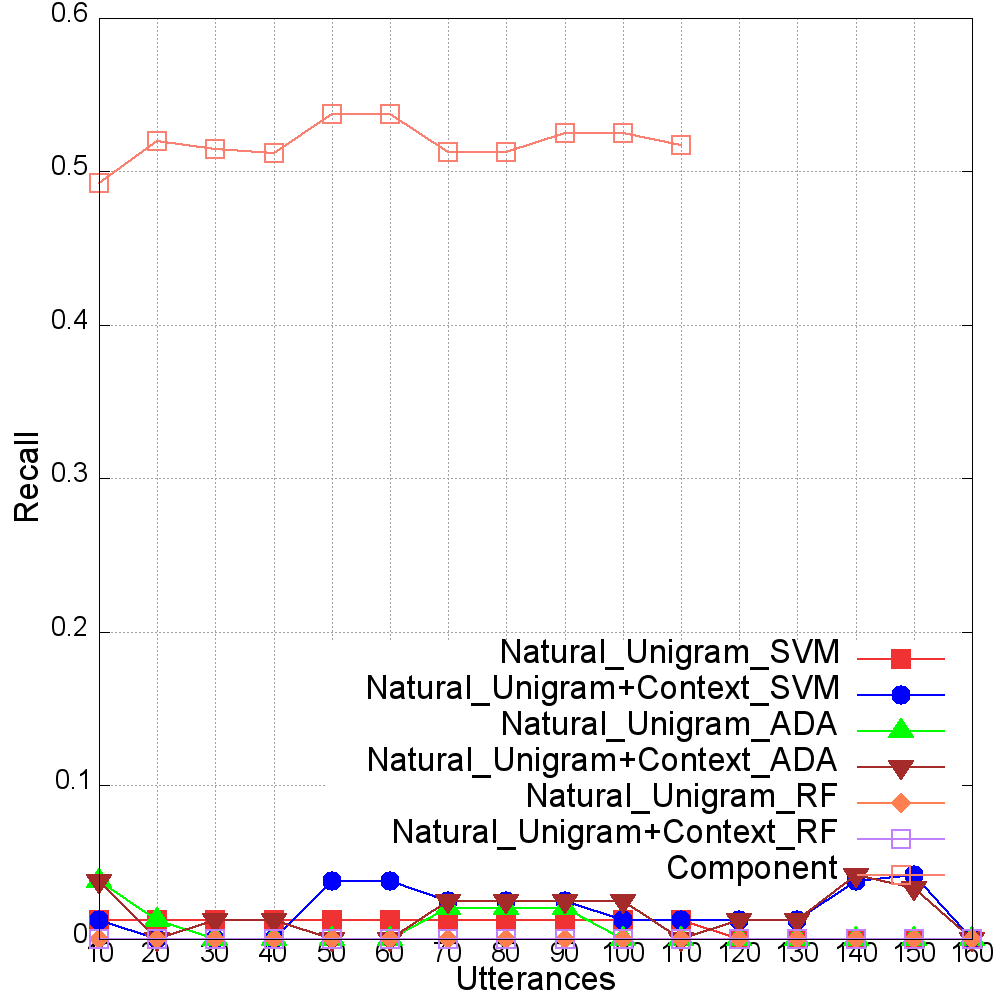 0.6
0.5
0.4
0.3
0.2
0.1
0
Recall
Natural_Unigram_SVM
Natural_Unigram+Context_SVM
Natural_Unigram_ADA
Natural_Unigram+Context_ADA
Natural_Unigram_RF
Natural_Unigram+Context_RF
Component
10 20 30 40 50 60 70 80 90 100 110 120 130 140 150 160
Utterances